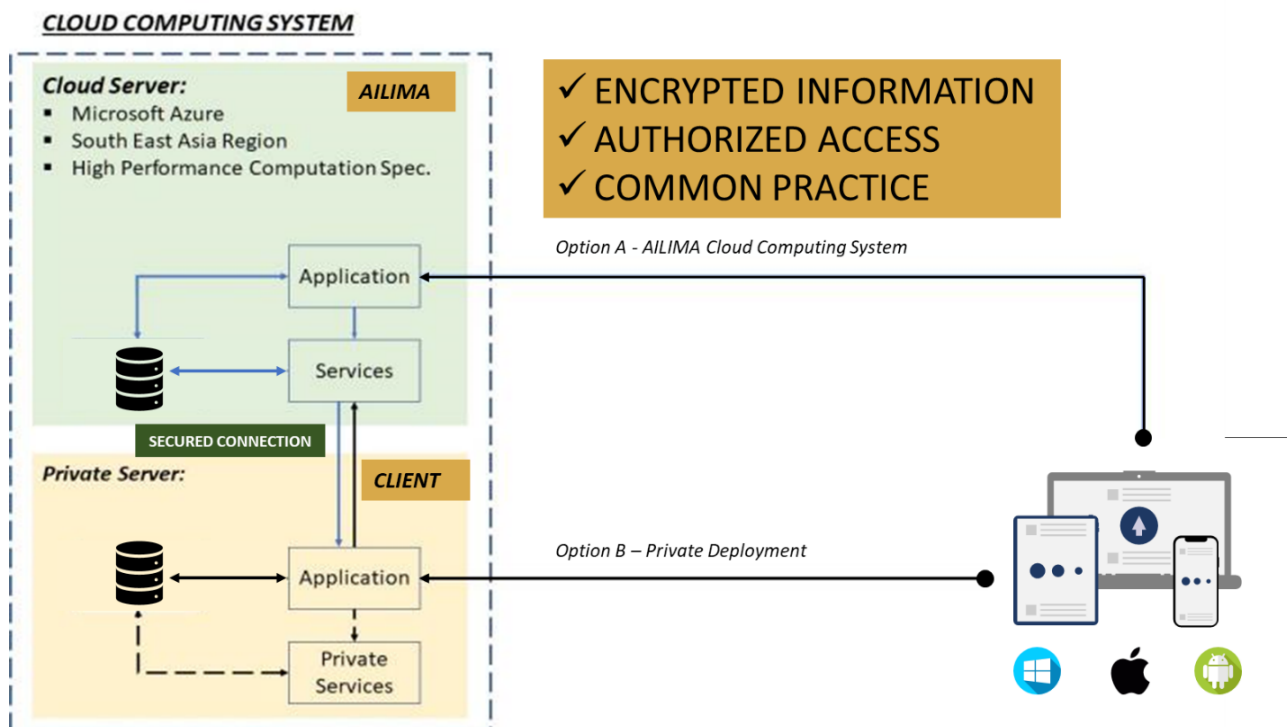 CLOUD COMPUTING SYSTEM
Cloud Server:
AILIMA
▪ Microsoft Azure
▪ South East Asia Region
▪ High Performance Computation Spec.
✓ ENCRYPTED INFORMATION
✓ AUTHORIZED ACCESS
✓ COMMON PRACTICE
Option A - AILIMA Cloud Computing System
Application
Services
SECURED CONNECTION
Private Server:
CLIENT
Option B – Private Deployment
Application
Private
Services